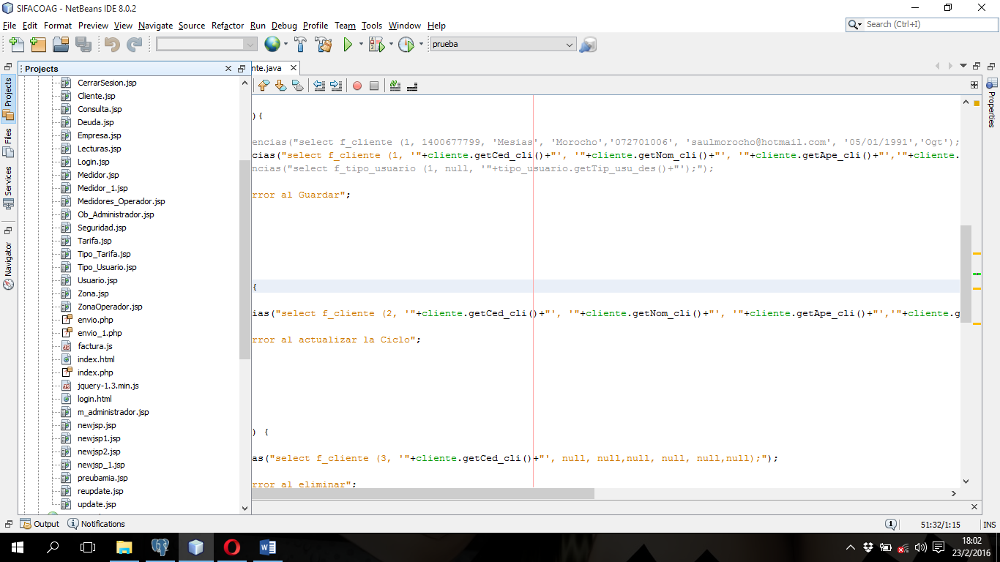 SIFACOAG - NetBeans IDE 8.0.2
File Edit Format Preview View Navigate Source Refactor Run Debug Profile Team Tools Window Help
Search (Ctrl+I)
prueba
Projects
nte.java
Projects
Files
Services
Navigator
Properties
CerrarSesion.jsp
Cliente.jsp
Consulta.jsp
Deuda.jsp
Empresa.jsp
Lecturas.jsp
Login.jsp
Medidor.jsp
Medidor_1.jsp
Medidores_Operador.jsp
Ob_Administrador.jsp
Seguridad.jsp
Tarifa.jsp
Tipo_Tarifa.jsp
Tipo_Usuario.jsp
Usuario.jsp
Zona.jsp
ZonaOperador.jsp
envio.php
envio_1.php
factura.js
index.html
index.php
jquery-1.3.min.js
login.html
m_administrador.jsp
newjsp.jsp
newjsp1.jsp
newjsp2.jsp
newjsp_1.jsp
preubamia.jsp
reupdate.jsp
update.jsp
){
encias("select f_cliente (1, 1400677799, 'Mesias', 'Morocho','072701006', 'saulmorocho@hotmail.com', '05/01/1991','Ogt');
cias("select f_cliente (1, '"+cliente.getCed_cli()+"', '"+cliente.getNom_cli()+"', '"+cliente.getApe_cli()+"','"+cliente.
ncias("select f_tipo_usuario (1, null, '"+tipo_usuario.getTip_usu_des()+"');");
rror al Guardar";
{
ias("select f_cliente (2, '"+cliente.getCed_cli()+"', '"+cliente.getNom_cli()+"', '"+cliente.getApe_cli()+"','"+cliente.g
rror al actualizar la Ciclo";
) {
as("select f_cliente (3, '"+cliente.getCed_cli()+"', null, null,null, null, null,null);");
rror al eliminar";
Output Notifications
1
51:32/1:15 INS
18:02
23/2/2016